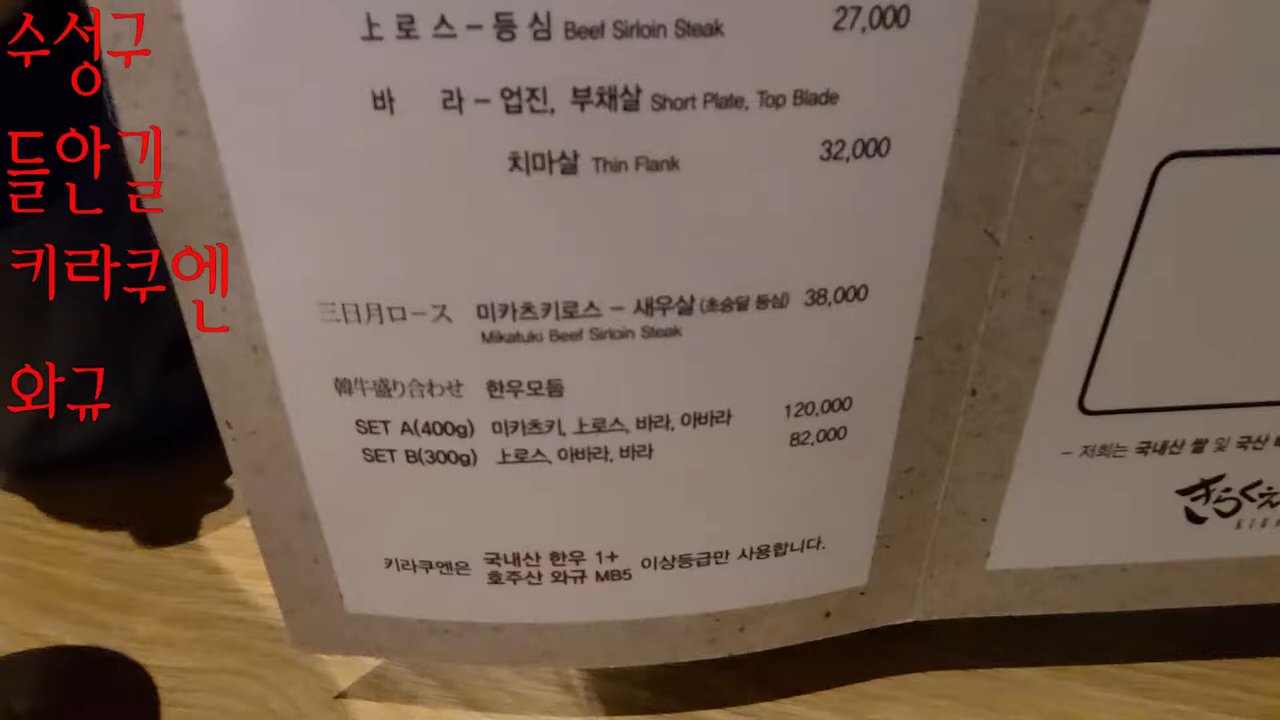 수성구
들안길
키라쿠엔
와규
上로스-등심 Beef Sirloin Steak 27,000
바 라 - 업진, 부채살 Short Plate, Top Blade
치마살 Thin Flank 32,000
三日月ロース 미카츠키로스 - 새우살 (초승달 등심) 38,000
Mikatuki Beef Sirloin Steak
韓牛盛り合わせ 한우모듬
SET A(400g) 미카츠키, 上로스, 바라, 아바라 120,000
SET B(300g) 上로스, 아바라, 바라 82,000
키라쿠엔은 국내산 한우 1+ 이상등급만 사용합니다.
호주산 와규 MB5
- 저희는 국내산 쌀 및 국산
きらくえ